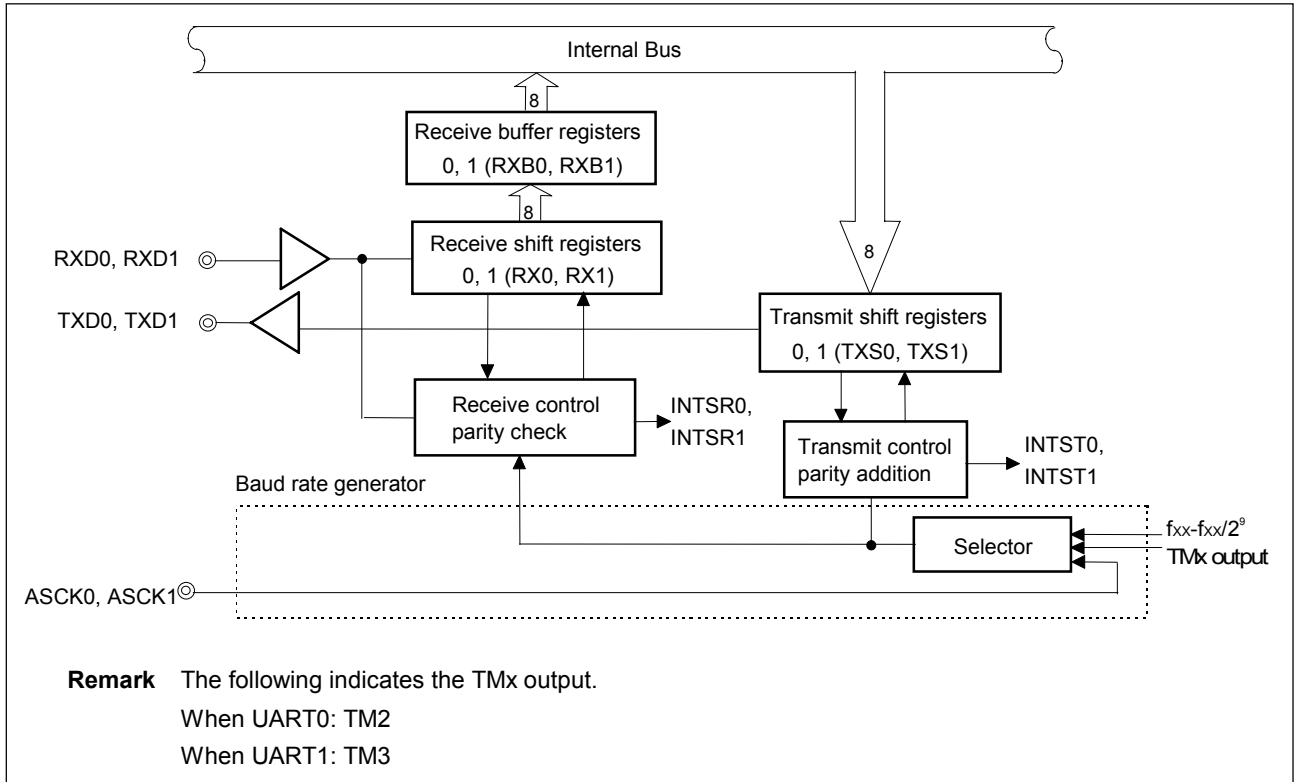 Internal Bus
8
Receive buffer registers
0, 1 (RXB0, RXB1)
8
Receive shift registers
0, 1 (RX0, RX1)
RXD0, RXD1
8
TXD0, TXD1
Transmit shift registers
0, 1 (TXS0, TXS1)
Receive control
parity check
INTSR0,
INTSR1
Transmit control
parity addition
INTST0,
INTST1
Baud rate generator
Selector
fxx-fxx/2⁹
TMx output
ASCK0, ASCK1
Remark The following indicates the TMx output.
When UART0: TM2
When UART1: TM3